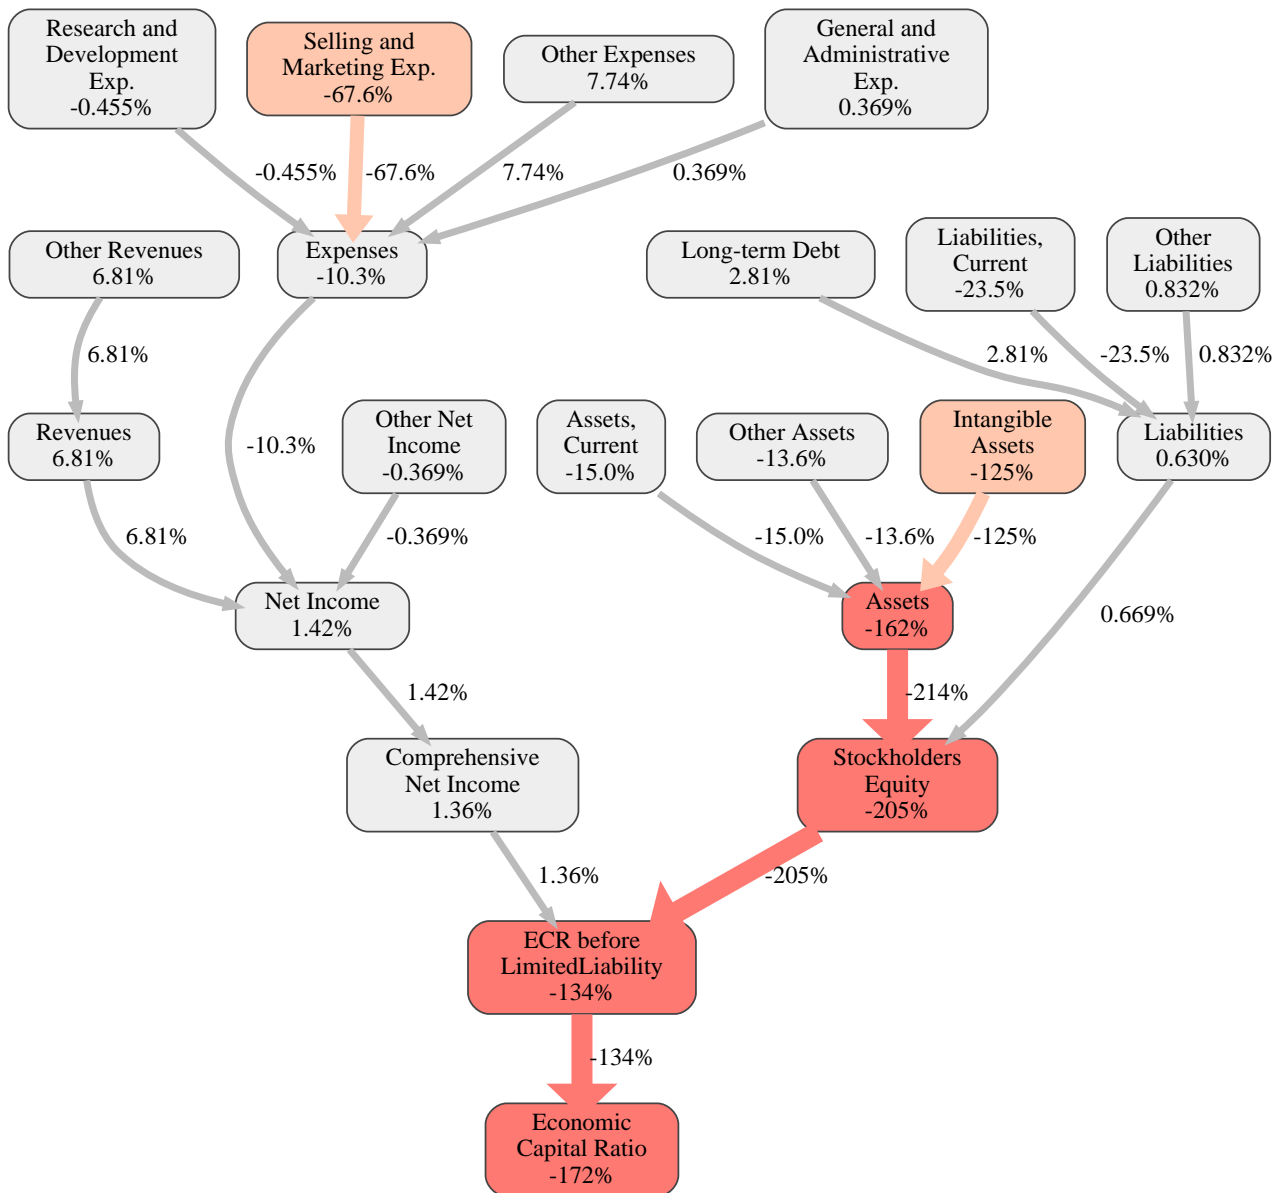 Research and
Development
Exp.
-0.455%
Selling and
Marketing Exp.
-67.6%
Other Expenses
7.74%
General and
Administrative
Exp.
0.369%
-0.455%
-67.6%
7.74%
0.369%
Other Revenues
6.81%
Expenses
-10.3%
Long-term Debt
2.81%
Liabilities,
Current
-23.5%
Other
Liabilities
0.832%
6.81%
2.81%
-23.5%
0.832%
Revenues
6.81%
-10.3%
Other Net
Income
-0.369%
Assets,
Current
-15.0%
Other Assets
-13.6%
Intangible
Assets
-125%
Liabilities
0.630%
6.81%
-0.369%
-15.0%
-13.6%
-125%
Net Income
1.42%
Assets
-162%
0.669%
1.42%
-214%
Comprehensive
Net Income
1.36%
Stockholders
Equity
-205%
1.36%
-205%
ECR before
LimitedLiability
-134%
-134%
Economic
Capital Ratio
-172%